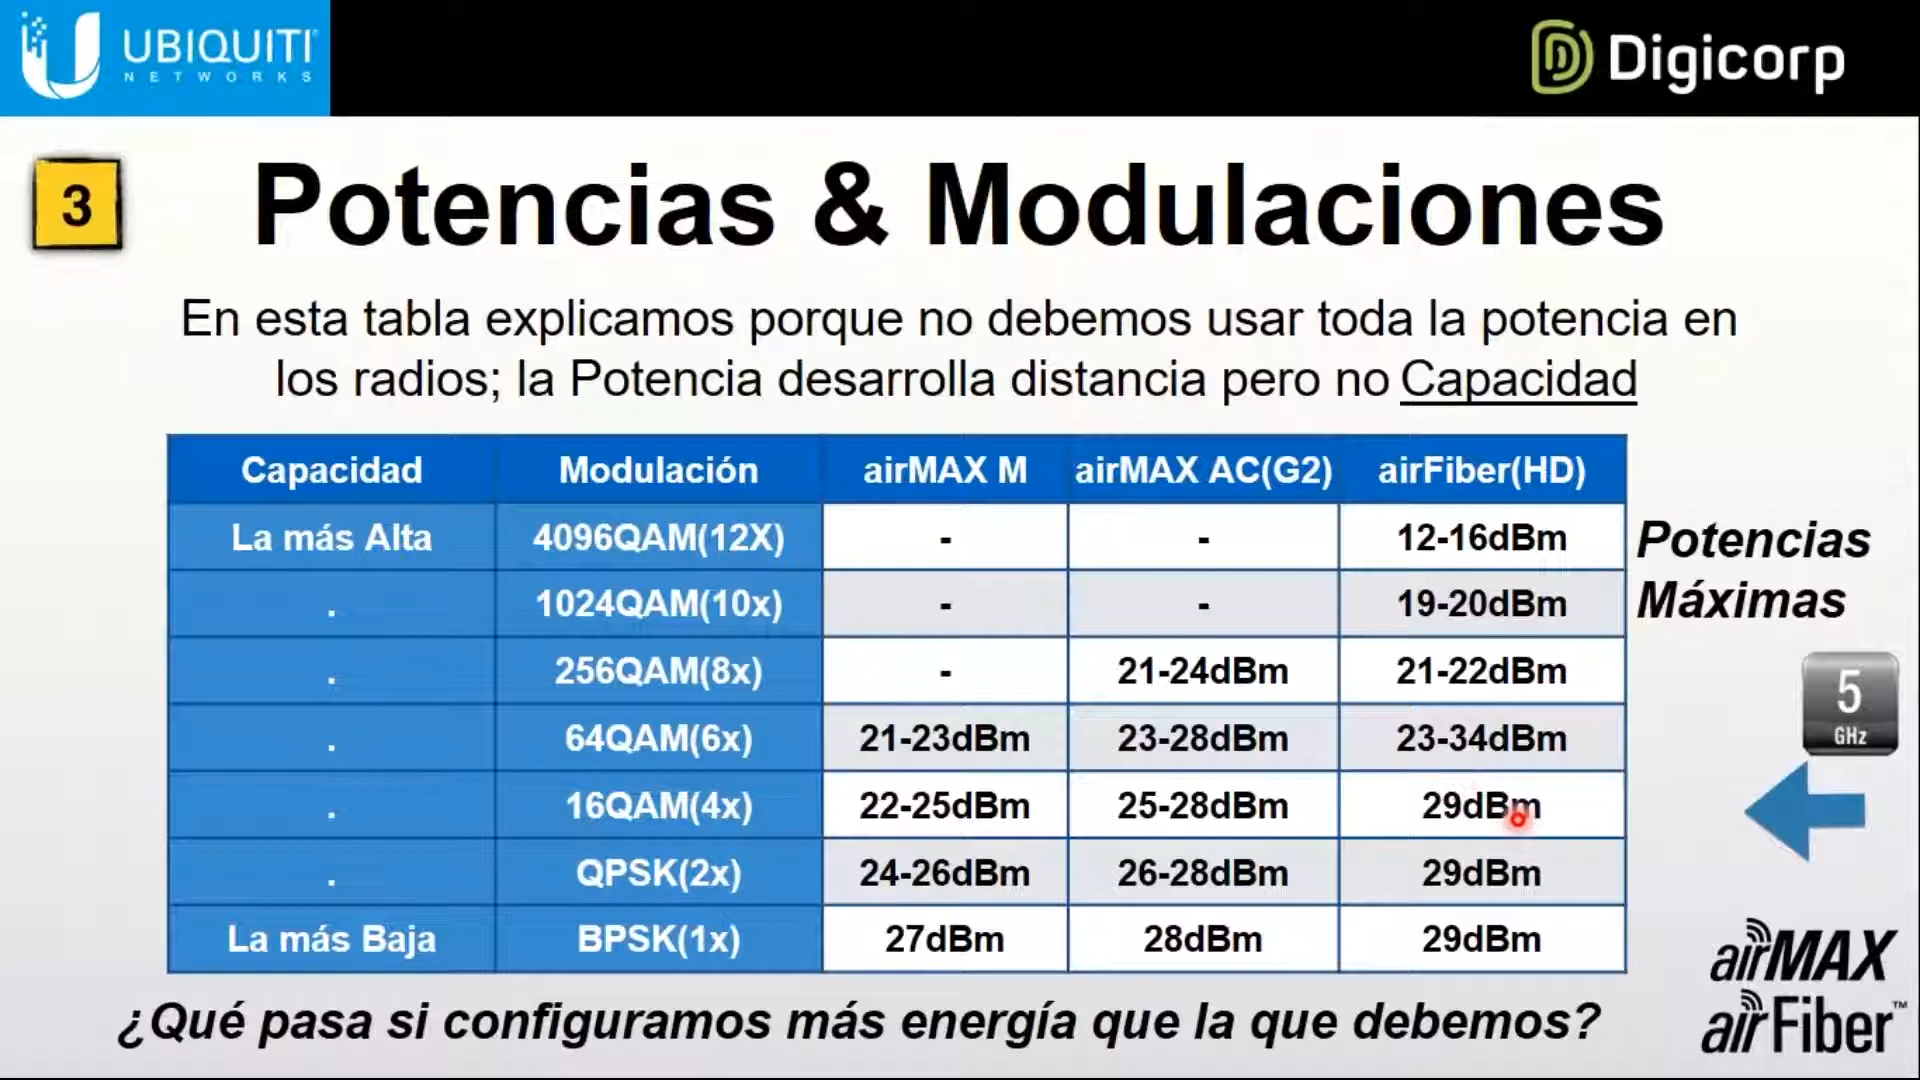 UBIQUITI
NETWORKS
Digicorp
3
Potencias & Modulaciones
En esta tabla explicamos porque no debemos usar toda la potencia en
los radios; la Potencia desarrolla distancia pero no Capacidad
Capacidad Modulación airMAX M airMAX AC(G2) airFiber(HD)
La más Alta 4096QAM(12X) - - 12-16dBm
. 1024QAM(10x) - - 19-20dBm
. 256QAM(8x) - 21-24dBm 21-22dBm
. 64QAM(6x) 21-23dBm 23-28dBm 23-34dBm
. 16QAM(4x) 22-25dBm 25-28dBm 29dBm
. QPSK(2x) 24-26dBm 26-28dBm 29dBm
La más Baja BPSK(1x) 27dBm 28dBm 29dBm
Potencias
Máximas
5
GHz
¿Qué pasa si configuramos más energía que la que debemos?
airMAX
airFiber™